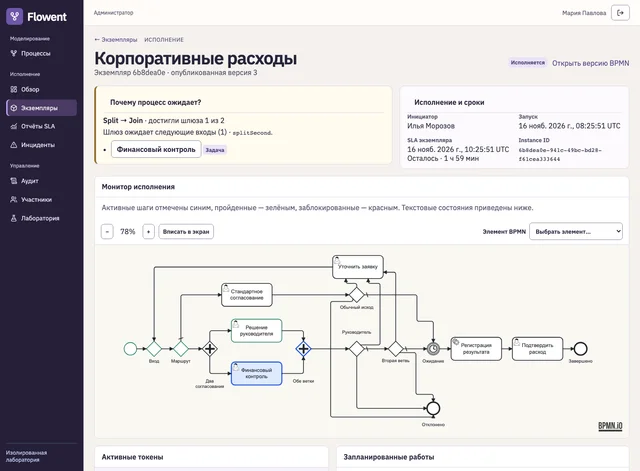 Flowent
Моделирование
Процессы
Исполнение
Обзор
Экземпляры
Отчёты SLA
Инциденты
Управление
Аудит
Участники
Лаборатория
Изолированная
лаборатория
Администратор
Мария Павлова
← Экземпляры ИСПОЛНЕНИЕ
Корпоративные расходы
Экземпляр 6b8dea0e · опубликованная версия 3
Исполняется
Открыть версию BPMN
Почему процесс ожидает?
Split → Join · достигли шлюза 1 из 2
Шлюз ожидает следующие входы (1) · splitSecond.
• Финансовый контроль Задача
Исполнение и сроки
Инициатор
Илья Морозов
Запуск
16 нояб. 2026 г., 08:25:51 UTC
SLA экземпляра
16 нояб. 2026 г., 10:25:51 UTC
Осталось · 1 ч 59 мин
Instance ID
6b8dea0e-941c-49bc-bd28-
f61cea333644
Монитор исполнения
Активные шаги отмечены синим, пройденные — зелёным, заблокированные — красным. Текстовые состояния приведены ниже.
− 78% + Вписать в экран
Элемент BPMN Выбрать элемент...
Уточнить заявку
Стандартное
согласование
Обычный исход
Решение
руководителя
Руководитель
Вход
Маршрут
Финансовый
контроль
Два
согласования
Обе ветки
Вторая ветвь
Ожидание
Регистрация
результата
Подтвердить
расход
Завершено
Отклонено
BPMN.iO
Активные токены
Запланированные работы